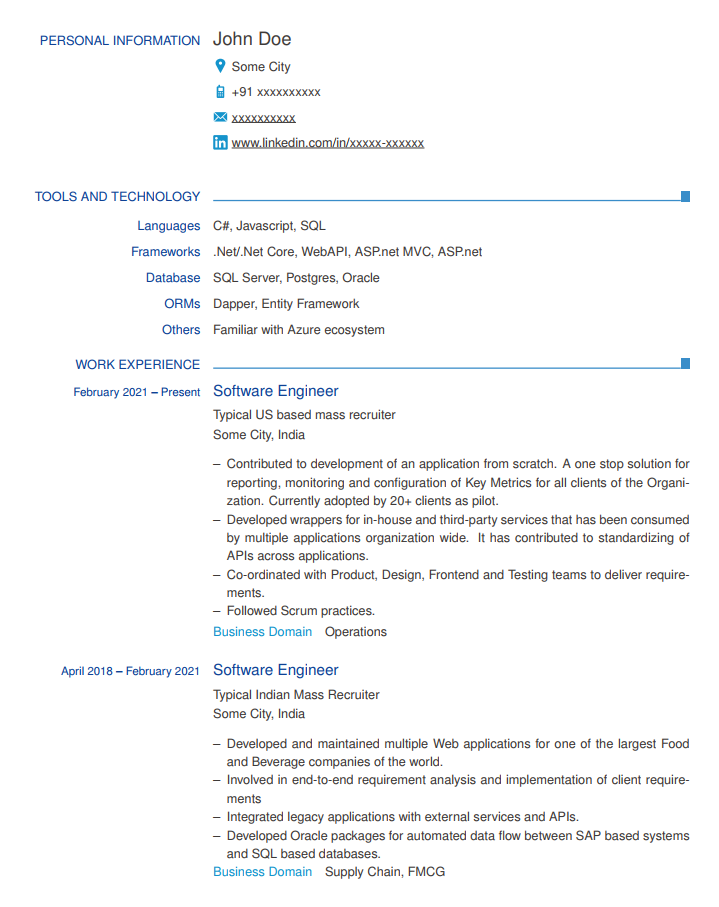 PERSONAL INFORMATION John Doe
Some City
+91 xxxxxxxxxx
xxxxxxxxxx
in www.linkedin.com/in/xxxxx-xxxxxx
TOOLS AND TECHNOLOGY
Languages C#, Javascript, SQL
Frameworks .Net/.Net Core, WebAPI, ASP.net MVC, ASP.net
Database SQL Server, Postgres, Oracle
ORMs Dapper, Entity Framework
Others Familiar with Azure ecosystem
WORK EXPERIENCE
February 2021 – Present Software Engineer
Typical US based mass recruiter
Some City, India
– Contributed to development of an application from scratch. A one stop solution for
reporting, monitoring and configuration of Key Metrics for all clients of the Organi-
zation. Currently adopted by 20+ clients as pilot.
– Developed wrappers for in-house and third-party services that has been consumed
by multiple applications organization wide. It has contributed to standardizing of
APIs across applications.
– Co-ordinated with Product, Design, Frontend and Testing teams to deliver require-
ments.
– Followed Scrum practices.
Business Domain Operations
April 2018 – February 2021 Software Engineer
Typical Indian Mass Recruiter
Some City, India
– Developed and maintained multiple Web applications for one of the largest Food
and Beverage companies of the world.
– Involved in end-to-end requirement analysis and implementation of client require-
ments
– Integrated legacy applications with external services and APIs.
– Developed Oracle packages for automated data flow between SAP based systems
and SQL based databases.
Business Domain Supply Chain, FMCG